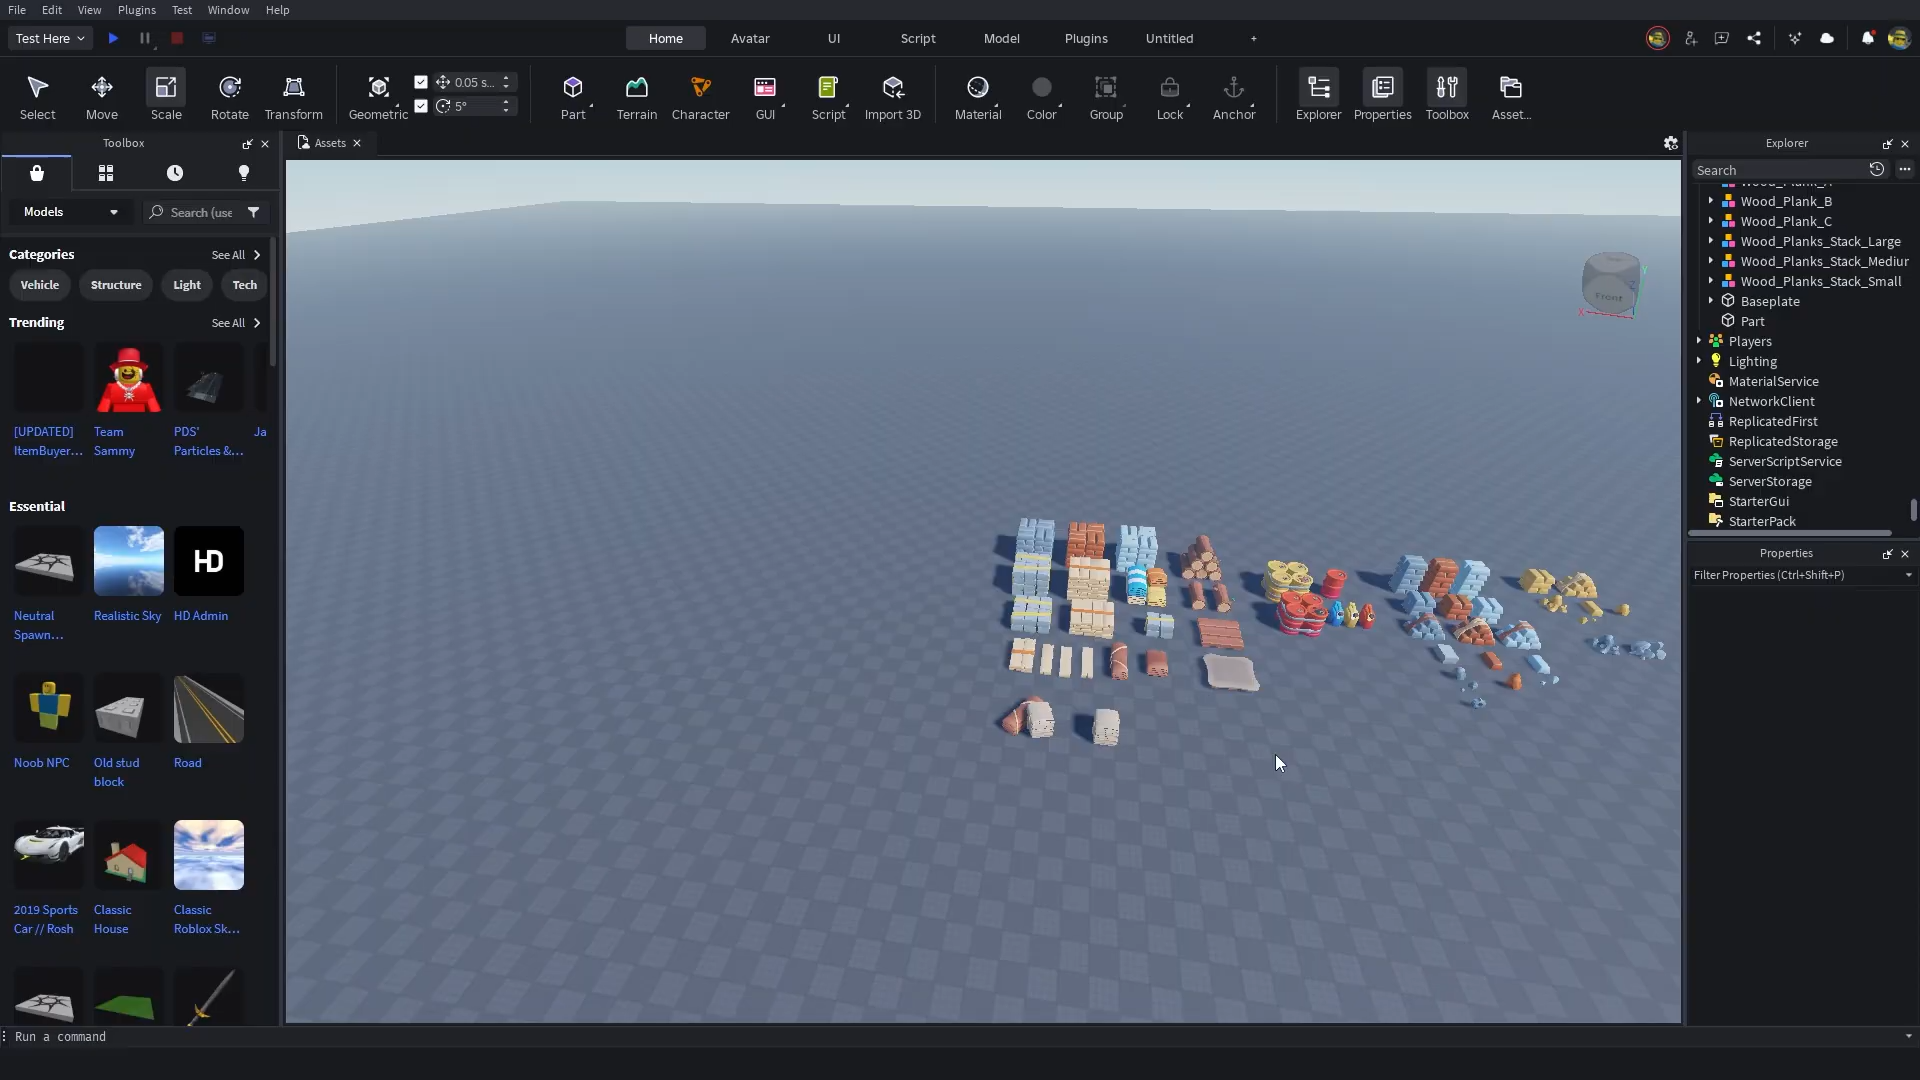 File Edit View Plugins Test Window Help
Test Here
Home Avatar UI Script Model Plugins Untitled +
Select Move Scale Rotate Transform Geometric 0.05 s... 5° Part Terrain Character GUI Script Import 3D Material Color Group Lock Anchor Explorer Properties Toolbox Asset...
Toolbox
Models
Search (use
Categories See All
Vehicle Structure Light Tech
Trending See All
[UPDATED] Team PDS' Ja
ItemBuyer... Sammy Particles &...
Essential
HD
Neutral Realistic Sky HD Admin
Spawn...
Noob NPC Old stud Road
block
2019 Sports Classic Classic
Car // Rosh House Roblox Sk...
Assets
Front
Explorer
Search
Wood_Plank_B
Wood_Plank_C
Wood_Planks_Stack_Large
Wood_Planks_Stack_Mediur
Wood_Planks_Stack_Small
Baseplate
Part
Players
Lighting
MaterialService
NetworkClient
ReplicatedFirst
ReplicatedStorage
ServerScriptService
ServerStorage
StarterGui
StarterPack
Properties
Filter Properties (Ctrl+Shift+P)
Run a command